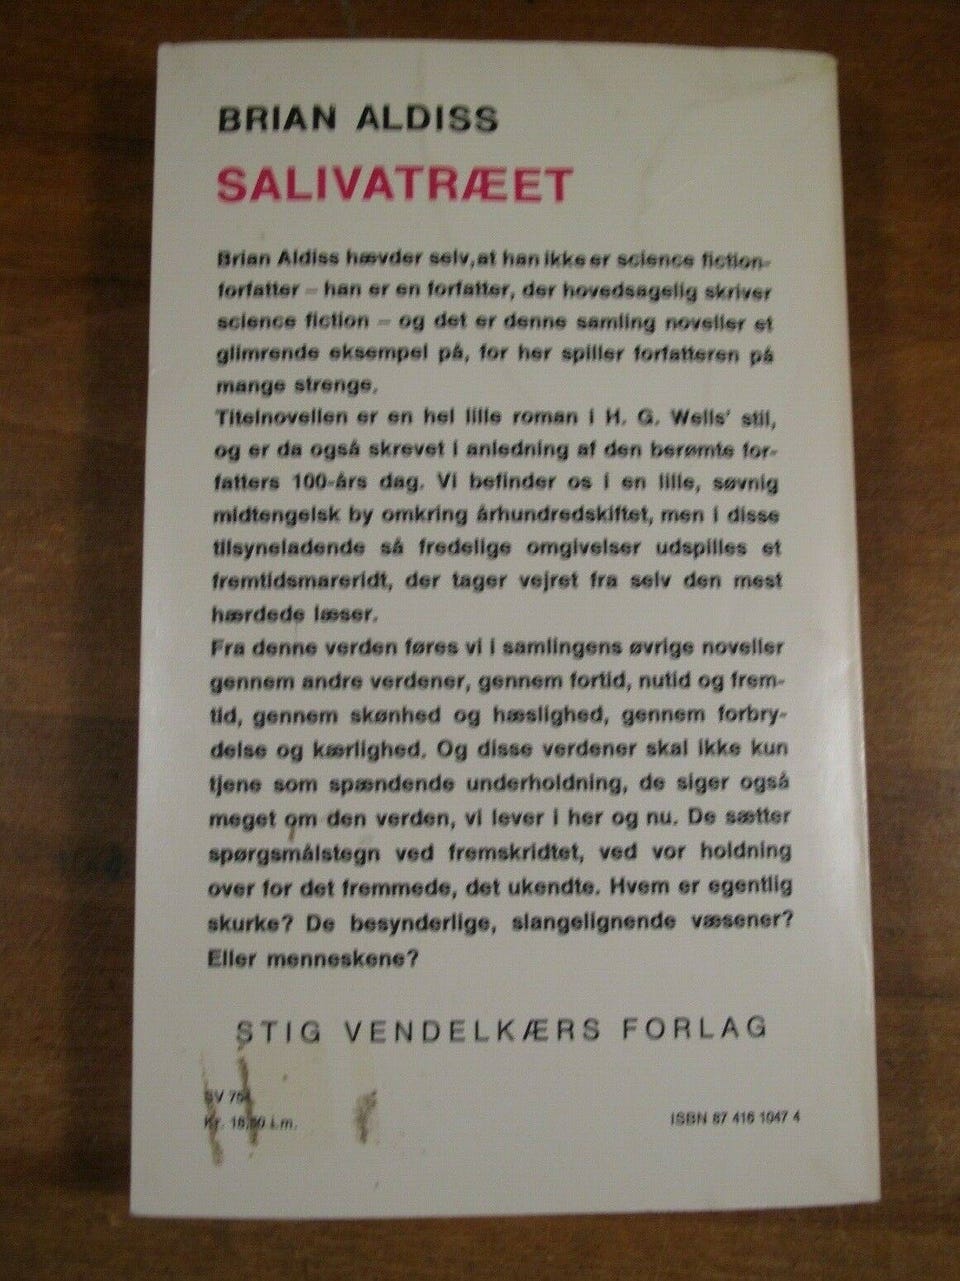 BRIAN ALDISS
SALIVATRÆET
Brian Aldiss hævder selv, at han ikke er science fiction-
forfatter – han er en forfatter, der hovedsagelig skriver
science fiction – og det er denne samling noveller et
glimrende eksempel på, for her spiller forfatteren på
mange strenge.
Titelnovellen er en hel lille roman i H. G. Wells' stil,
og er da også skrevet i anledning af den berømte for-
fatters 100-års dag. Vi befinder os i en lille, søvnig
midtengelsk by omkring århundredskiftet, men i disse
tilsyneladende så fredelige omgivelser udspilles et
fremtidsmareridt, der tager vejret fra selv den mest
hærdede læser.
Fra denne verden føres vi i samlingens øvrige noveller
gennem andre verdener, gennem fortid, nutid og frem-
tid, gennem skønhed og hæslighed, gennem forbry-
delse og kærlighed. Og disse verdener skal ikke kun
tjene som spændende underholdning, de siger også
meget om den verden, vi lever i her og nu. De sætter
spørgsmålstegn ved fremskridtet, ved vor holdning
over for det fremmede, det ukendte. Hvem er egentlig
skurke? De besynderlige, slangelignende væsener?
Eller menneskene?
STIG VENDELKÆRS FORLAG
SV
Kr. i.m.
ISBN 87 416 1047 4